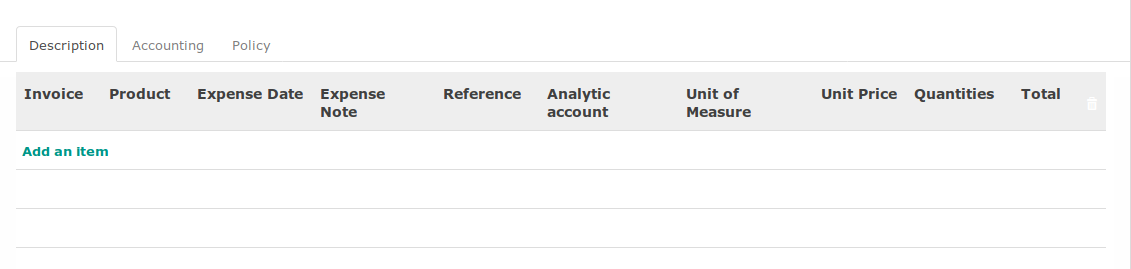 Description Accounting Policy
Invoice Product Expense Date Expense Note Reference Analytic account Unit of Measure Unit Price Quantities Total
Add an item